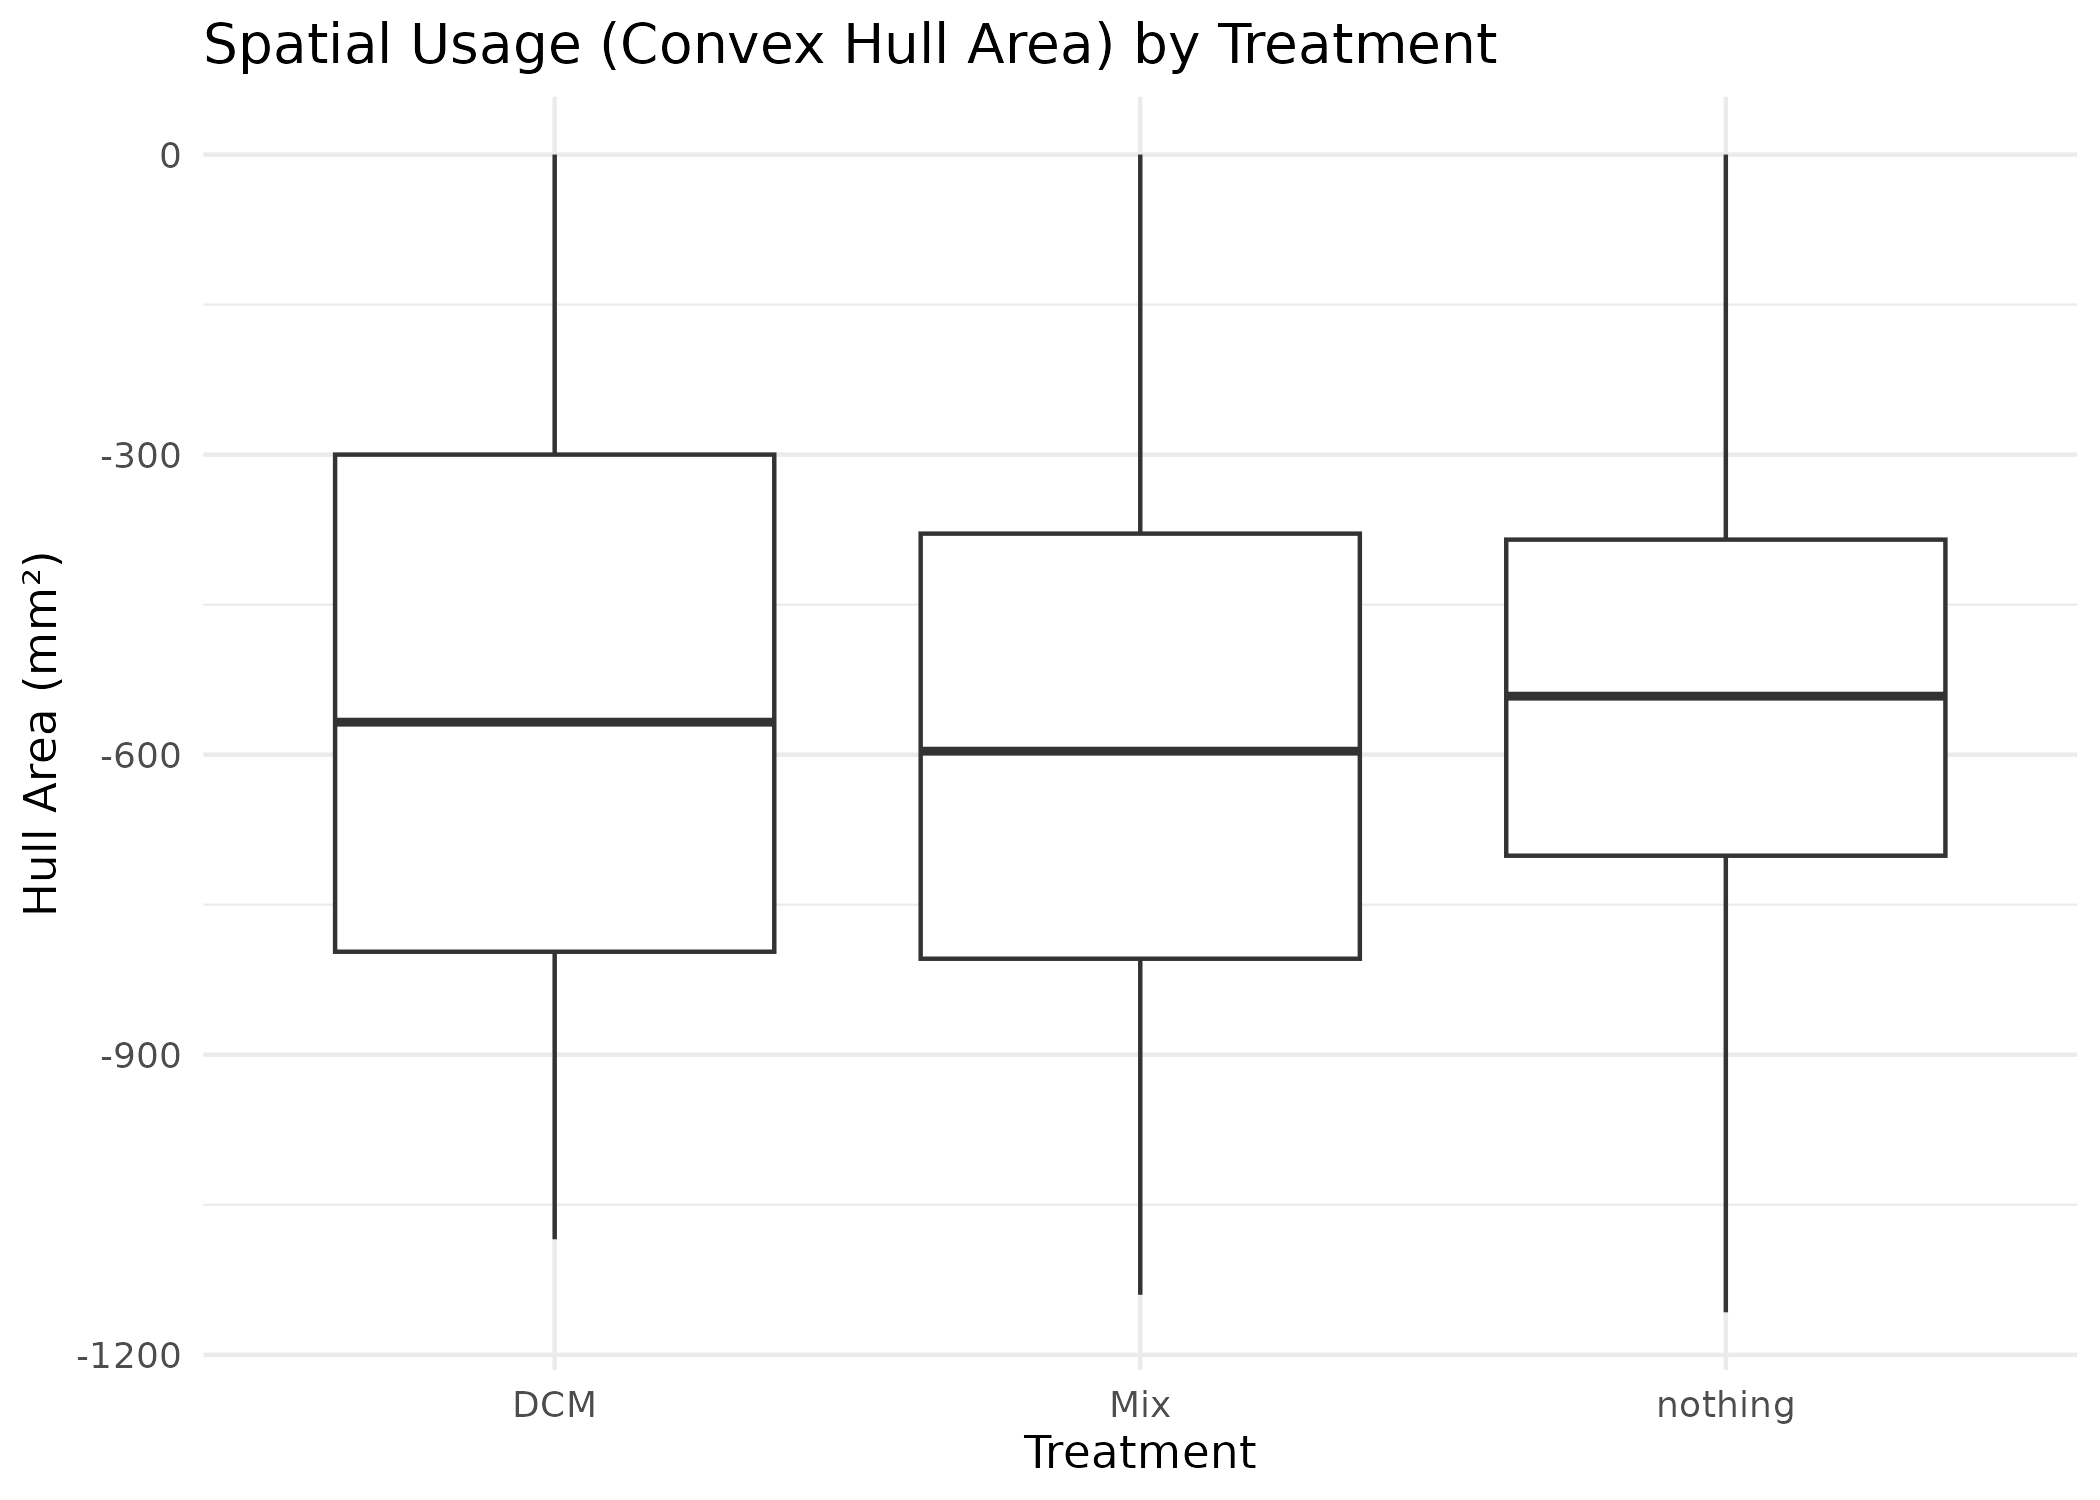 Spatial Usage (Convex Hull Area) by Treatment
Hull Area (mm²)
0
-300
-600
-900
-1200
DCM
Mix
nothing
Treatment